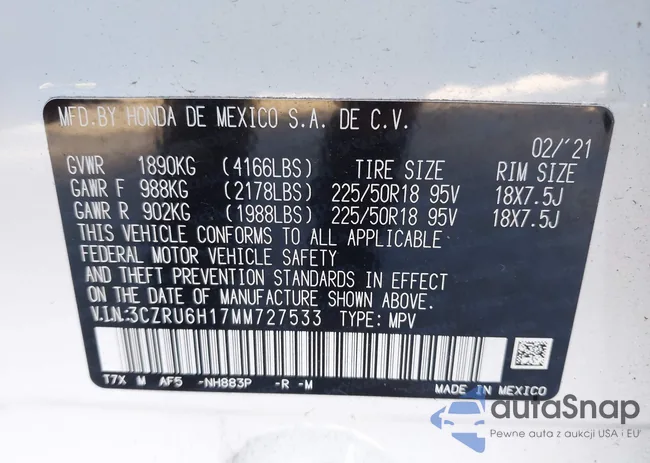 MFD.BY HONDA DE MEXICO S.A. DE C.V.
02/'21
GVWR 1890KG (4166LBS) TIRE SIZE RIM SIZE
GAWR F 988KG (2178LBS) 225/50R18 95V 18X7.5J
GAWR R 902KG (1988LBS) 225/50R18 95V 18X7.5J
THIS VEHICLE CONFORMS TO ALL APPLICABLE
FEDERAL MOTOR VEHICLE SAFETY
AND THEFT PREVENTION STANDARDS IN EFFECT
ON THE DATE OF MANUFACTURE SHOWN ABOVE.
V.I.N:3CZRU6H17MM727533 TYPE: MPV
T7X M AF5 -NH883P -R -M
MADE IN MEXICO
autaSnap
Pewne auta z aukcji USA i EU